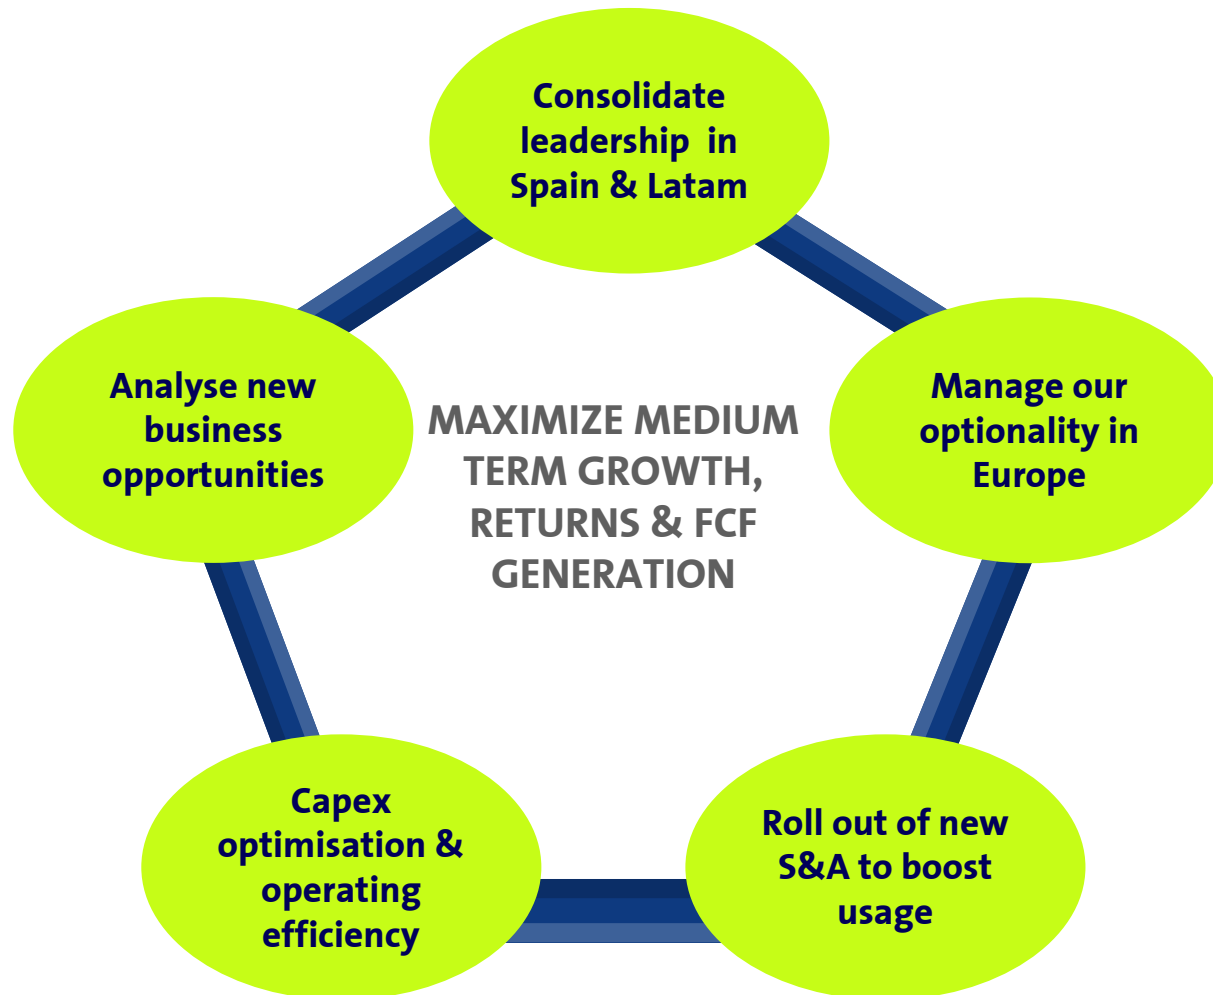 Consolidate
leadership in
Spain & Latam
Analyse new
business
opportunities
MAXIMIZE MEDIUM
TERM GROWTH,
RETURNS & FCF
GENERATION
Manage our
optionality in
Europe
Capex
optimisation &
operating
efficiency
Roll out of new
S&A to boost
usage